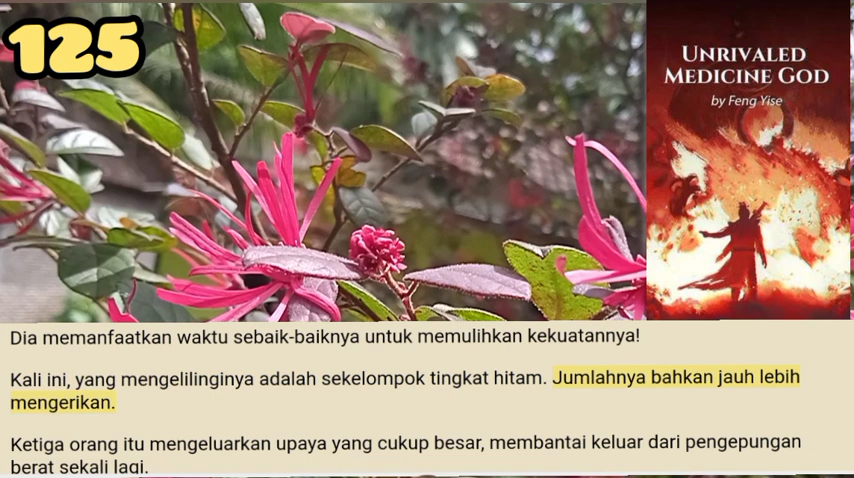 125
UNRIVALED
MEDICINE GOD
by Feng Yise
Dia memanfaatkan waktu sebaik-baiknya untuk memulihkan kekuatannya!
Kali ini, yang mengelilinginya adalah sekelompok tingkat hitam. Jumlahnya bahkan jauh lebih
mengerikan.
Ketiga orang itu mengeluarkan upaya yang cukup besar, membantai keluar dari pengepungan
berat sekali lagi.